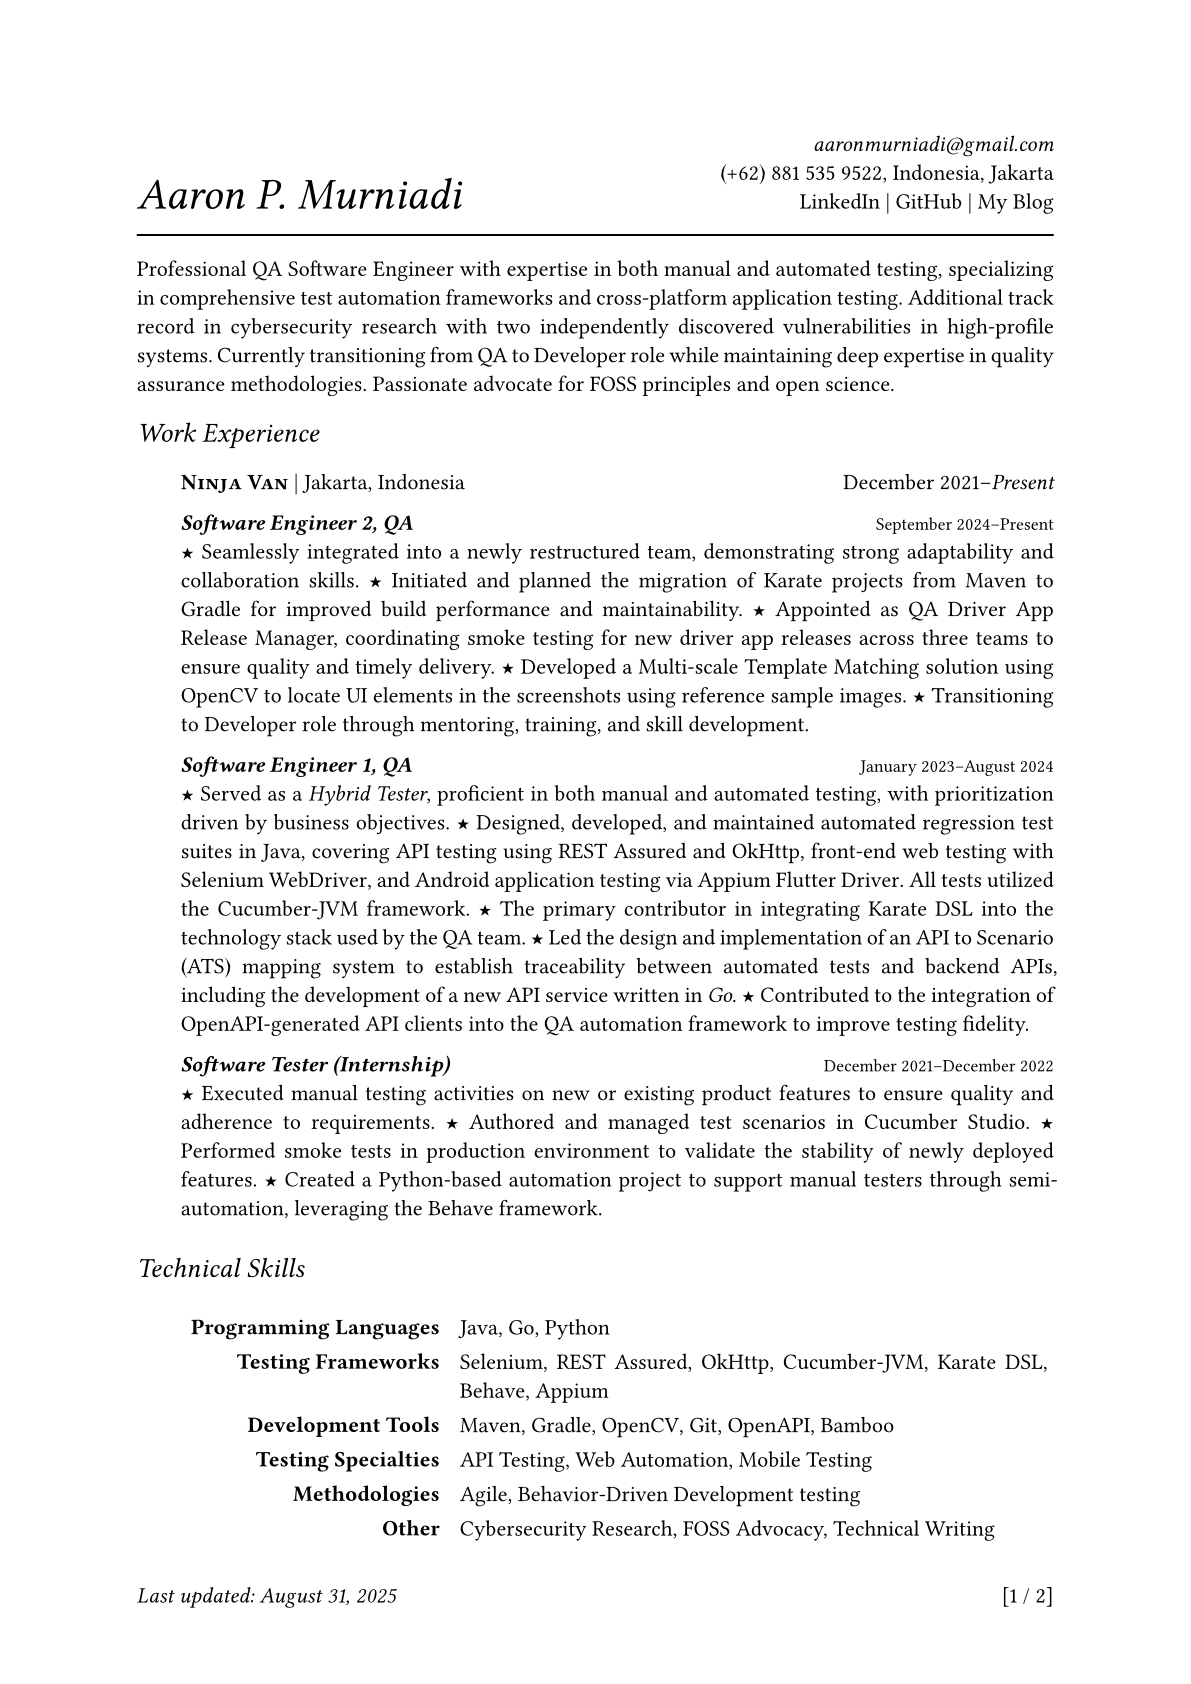 aaronmurniadi@gmail.com
(+62) 881 535 9522, Indonesia, Jakarta
Aaron P. Murniadi
LinkedIn | GitHub | My Blog
Professional QA Software Engineer with expertise in both manual and automated testing, specializing
in comprehensive test automation frameworks and cross-platform application testing. Additional track
record in cybersecurity research with two independently discovered vulnerabilities in high-profile
systems. Currently transitioning from QA to Developer role while maintaining deep expertise in quality
assurance methodologies. Passionate advocate for FOSS principles and open science.
Work Experience
Ninja Van | Jakarta, Indonesia December 2021–Present
Software Engineer 2, QA September 2024–Present
★ Seamlessly integrated into a newly restructured team, demonstrating strong adaptability and
collaboration skills. ★ Initiated and planned the migration of Karate projects from Maven to
Gradle for improved build performance and maintainability. ★ Appointed as QA Driver App
Release Manager, coordinating smoke testing for new driver app releases across three teams to
ensure quality and timely delivery. ★ Developed a Multi-scale Template Matching solution using
OpenCV to locate UI elements in the screenshots using reference sample images. ★ Transitioning
to Developer role through mentoring, training, and skill development.
Software Engineer 1, QA January 2023–August 2024
★ Served as a Hybrid Tester, proficient in both manual and automated testing, with prioritization
driven by business objectives. ★ Designed, developed, and maintained automated regression test
suites in Java, covering API testing using REST Assured and OkHttp, front-end web testing with
Selenium WebDriver, and Android application testing via Appium Flutter Driver. All tests utilized
the Cucumber-JVM framework. ★ The primary contributor in integrating Karate DSL into the
technology stack used by the QA team. ★ Led the design and implementation of an API to Scenario
(ATS) mapping system to establish traceability between automated tests and backend APIs,
including the development of a new API service written in Go. ★ Contributed to the integration of
OpenAPI-generated API clients into the QA automation framework to improve testing fidelity.
Software Tester (Internship) December 2021–December 2022
★ Executed manual testing activities on new or existing product features to ensure quality and
adherence to requirements. ★ Authored and managed test scenarios in Cucumber Studio. ★
Performed smoke tests in production environment to validate the stability of newly deployed
features. ★ Created a Python-based automation project to support manual testers through semi-
automation, leveraging the Behave framework.
Technical Skills
Programming Languages Java, Go, Python
Testing Frameworks Selenium, REST Assured, OkHttp, Cucumber-JVM, Karate DSL,
Behave, Appium
Development Tools Maven, Gradle, OpenCV, Git, OpenAPI, Bamboo
Testing Specialties API Testing, Web Automation, Mobile Testing
Methodologies Agile, Behavior-Driven Development testing
Other Cybersecurity Research, FOSS Advocacy, Technical Writing
Last updated: August 31, 2025 [1 / 2]